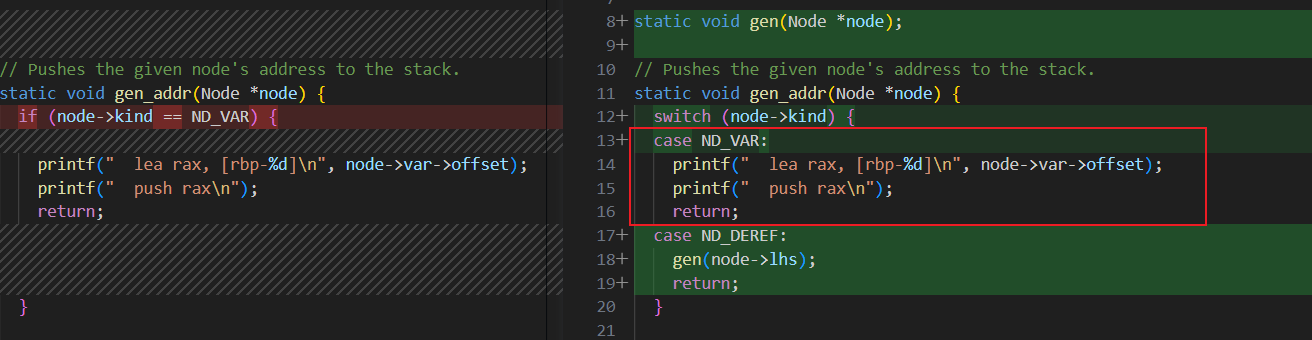 // Pushes the given node's address to the stack.
static void gen_addr(Node *node) {
  if (node->kind == ND_VAR) {
    printf("  lea rax, [rbp-%d]\n", node->var->offset);
    printf("  push rax\n");
    return;
  }
8+ static void gen(Node *node);
9+
10 // Pushes the given node's address to the stack.
11 static void gen_addr(Node *node) {
12+   switch (node->kind) {
13+   case ND_VAR:
14     printf("  lea rax, [rbp-%d]\n", node->var->offset);
15     printf("  push rax\n");
16     return;
17+   case ND_DEREF:
18+     gen(node->lhs);
19+     return;
20   }
21